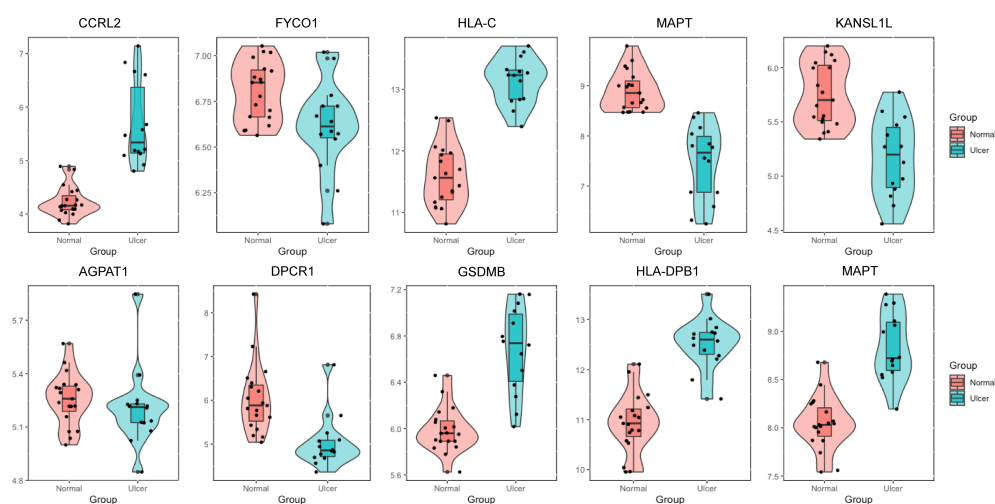 CCRL2 FYCO1 HLA-C MAPT KANSL1L
7 6 5 4
7.00 6.75 6.50 6.25
13 12 11
9 8 7
6.0 5.5 5.0 4.5
Normal Ulcer Normal Ulcer Normal Ulcer Normal Ulcer Normal Ulcer
Group Group Group Group Group
Group
Normal
Ulcer
AGPAT1 DPCR1 GSDMB HLA-DPB1 MAPT
5.7 5.4 5.1 4.8
8 7 6 5
7.2 6.8 6.4 6.0 5.6
13 12 11 10
9.0 8.5 8.0 7.5
Normal Ulcer Normal Ulcer Normal Ulcer Normal Ulcer Normal Ulcer
Group Group Group Group Group
Group
Normal
Ulcer